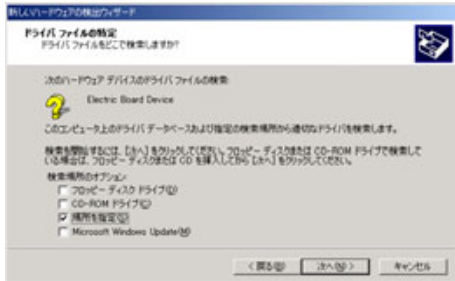 新しいハードウェアの検出ウィザード
ドライバ ファイルの特定
ドライバ ファイルをどこで検索しますか?
次のハードウェア デバイスのドライバ ファイルの検索:
Electric Board Device
このコンピュータ上のドライバ データベースおよび指定の検索場所から適切なドライバを検索します。
検索を開始するには、[次へ] をクリックしてください。フロッピー ディスクまたは CD-ROM ドライブで検索して
いる場合は、フロッピー ディスクまたは CD を挿入してから [次へ] をクリックしてください。
検索場所のオプション:
フロッピー ディスク ドライブ(D)
CD-ROM ドライブ(C)
場所を指定(S)
Microsoft Windows Update(M)
< 戻る(B)
次へ(N) >
キャンセル